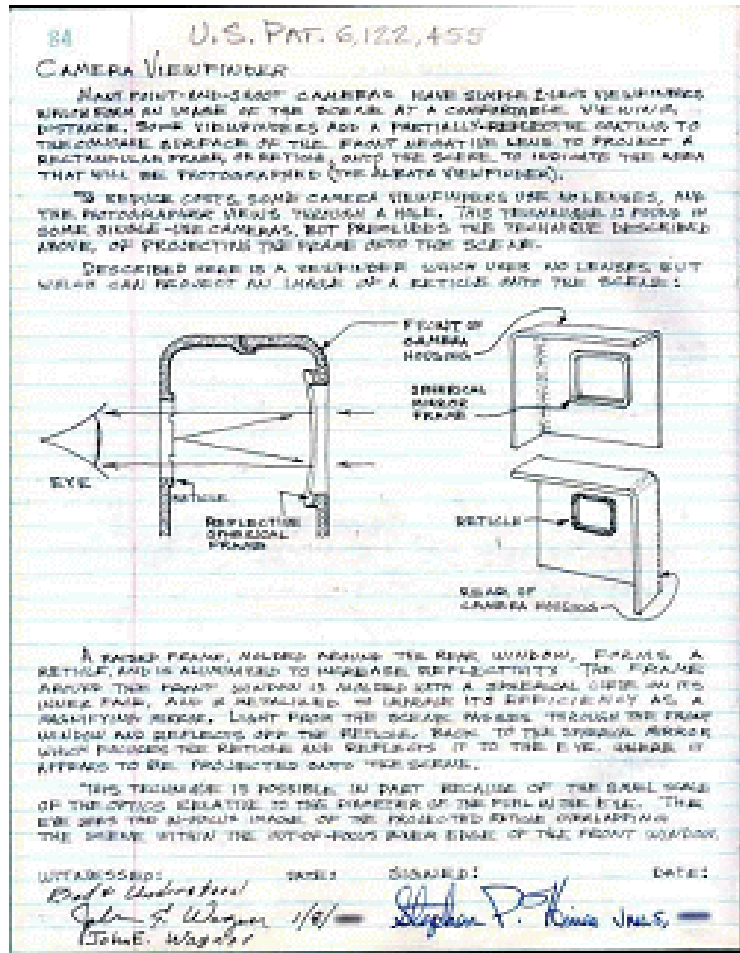 84
U.S. PAT. 6,122,455
CAMERA VIEWFINDER
MANY POINT-AND-SHOOT CAMERAS HAVE SIMPLE 2-LENS VIEWFINDERS
WHICH FORM AN IMAGE OF THE SCENE AT A COMFORTABLE VIEWING
DISTANCE. SOME VIEWFINDERS ADD A PARTIALLY-REFLECTIVE COATING TO
THE CONCAVE SURFACE OF THE FRONT NEGATIVE LENS TO PROJECT A
RECTANGULAR FRAME, OR RETICLE, ONTO THE SCENE, TO INDICATE THE AREA
THAT WILL BE PHOTOGRAPHED (THE ALBADA VIEWFINDER).
TO REDUCE COSTS, SOME CAMERA VIEWFINDERS USE NO LENSES, AND
THE PHOTOGRAPHER VIEWS THROUGH A HOLE. THIS TECHNIQUE IS FOUND IN
SOME SINGLE-USE CAMERAS, BUT PRECLUDES THE TECHNIQUE DESCRIBED
ABOVE, OF PROJECTING THE FRAME ONTO THE SCENE.
DESCRIBED HERE IS A VIEWFINDER WHICH USES NO LENSES, BUT
WHICH CAN PROJECT AN IMAGE OF A RETICLE ONTO THE SCENE:
FRONT OF
CAMERA
HOUSING
SPHERICAL
MIRROR
FRAME
EYE
RETICLE
REFLECTIVE
SPHERICAL
FRAME
RETICLE
REAR OF
CAMERA HOUSING
A RAISED FRAME, MOLDED AROUND THE REAR WINDOW, FORMS A
RETICLE, AND IS ALUMINIZED TO INCREASE REFLECTIVITY. THE FRAME
AROUND THE FRONT WINDOW IS MOLDED WITH A SPHERICAL CURVE ON ITS
INNER FACE, AND IS METALIZED TO INCREASE ITS EFFICIENCY AS A
MAGNIFYING MIRROR. LIGHT FROM THE SCENE PASSES THROUGH THE FRONT
WINDOW AND REFLECTS OFF THE RETICLE, BACK TO THE SPHERICAL MIRROR
WHICH FOCUSES THE RETICLE AND REFLECTS IT TO THE EYE, WHERE IT
APPEARS TO BE PROJECTED ONTO THE SCENE.
THIS TECHNIQUE IS POSSIBLE IN PART BECAUSE OF THE SMALL SCALE
OF THE OPTICS RELATIVE TO THE DIAMETER OF THE PUPIL IN THE EYE. THE
EYE SEES THE IN-FOCUS IMAGE OF THE PROJECTED RETICLE OVERLAPPING
THE SCENE WITHIN THE OUT-OF-FOCUS INNER EDGE OF THE FRONT WINDOW.
WITNESSED: DATE: SIGNED: DATE:
Read & Understood
John E. Wagner 1/8/ Stephen P. Hines JAN 5,
JOHN E. Wagner